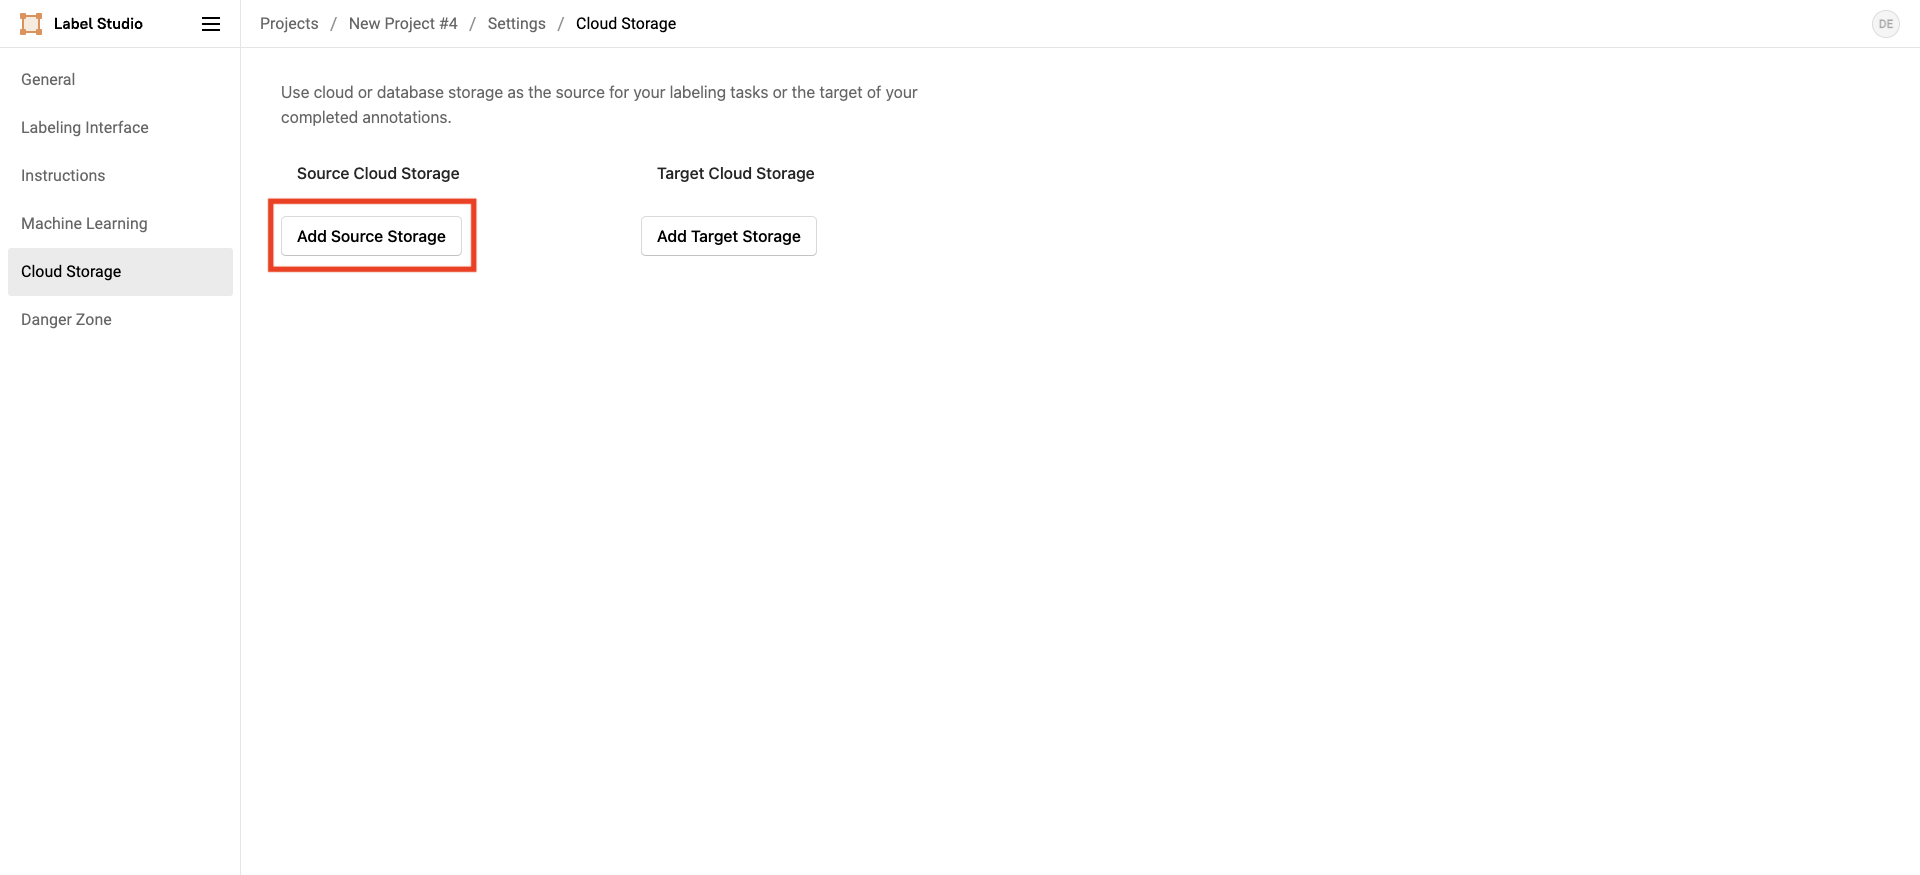 Label Studio
Projects / New Project #4 / Settings / Cloud Storage
DE
General
Labeling Interface
Instructions
Machine Learning
Cloud Storage
Danger Zone
Use cloud or database storage as the source for your labeling tasks or the target of your
completed annotations.
Source Cloud Storage
Target Cloud Storage
Add Source Storage
Add Target Storage